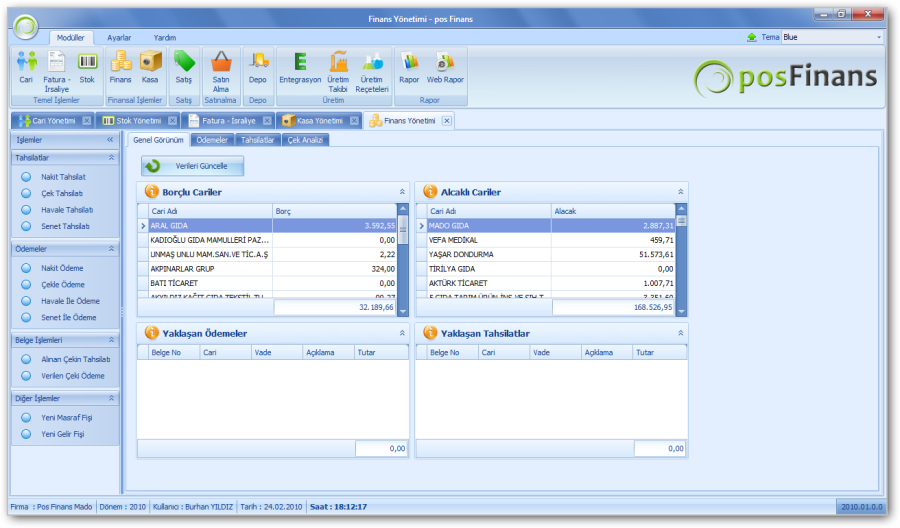 Finans Yönetimi - pos Finans
Modüller Ayarlar Yardım Tema Blue
Cari Fatura - İrsaliye Stok Finans Kasa Satış Satın Alma Depo Entegrasyon Üretim Takibi Üretim Reçeteleri Rapor Web Rapor
Temel İşlemler Finansal İşlemler Satış Satınalma Depo Üretim Rapor
posFinans
Cari Yönetimi Stok Yönetimi Fatura - İsraliye Kasa Yönetimi Finans Yönetimi
İşlemler
Tahsilatlar
Nakit Tahsilat
Çek Tahsilatı
Havale Tahsilatı
Senet Tahsilatı
Ödemeler
Nakit Ödeme
Çekle Ödeme
Havale İle Ödeme
Senet İle Ödeme
Belge İşlemleri
Alınan Çekin Tahsilatı
Verilen Çeki Ödeme
Diğer İşlemler
Yeni Masraf Fişi
Yeni Gelir Fişi
Genel Görünüm Ödemeler Tahsilatlar Çek Analizi
Verileri Güncelle
Borçlu Cariler
Cari Adı Borç
ARAL GIDA 3.592,55
KADIOĞLU GIDA MAMULLERİ PAZ... 0,00
UNMAŞ UNLU MAM.SAN.VE TİC.A.Ş 2,22
AKPINARLAR GRUP 324,00
BATI TİCARET 0,00
32.189,66
Alcaklı Cariler
Cari Adı Alacak
MADO GIDA 2.887,31
VEFA MEDİKAL 459,71
YAŞAR DONDURMA 51.573,61
TİRİLYA GIDA 0,00
AKTÜRK TİCARET 1.007,71
168.526,95
Yaklaşan Ödemeler
Belge No Cari Vade Açıklama Tutar
0,00
Yaklaşan Tahsilatlar
Belge No Cari Vade Açıklama Tutar
0,00
Firma : Pos Finans Mado Dönem : 2010 Kullanıcı : Burhan YILDIZ Tarih : 24.02.2010 Saat : 18:12:17 2010.01.0.0